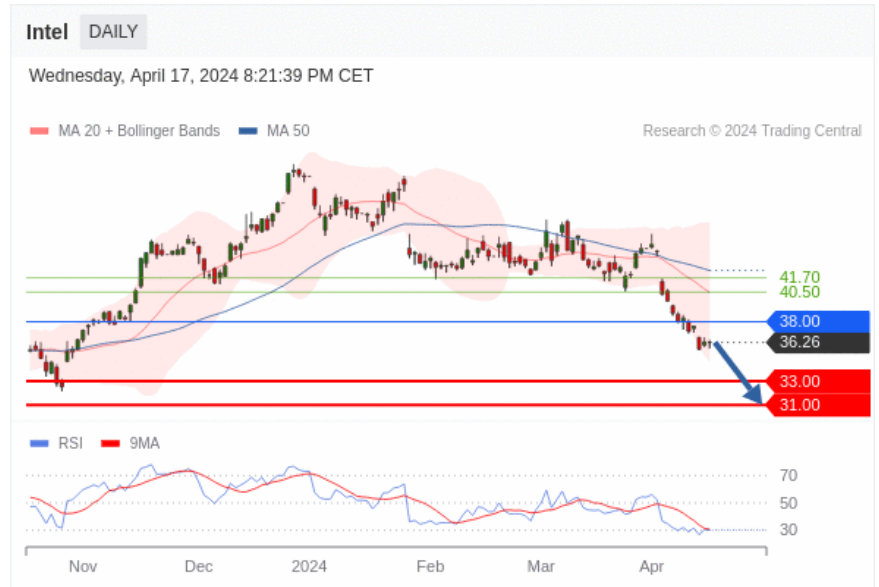 Intel DAILY
Wednesday, April 17, 2024 8:21:39 PM CET
MA 20 + Bollinger Bands MA 50 Research © 2024 Trading Central
41.70
40.50
38.00
36.26
33.00
31.00
RSI 9MA
70
50
30
Nov Dec 2024 Feb Mar Apr